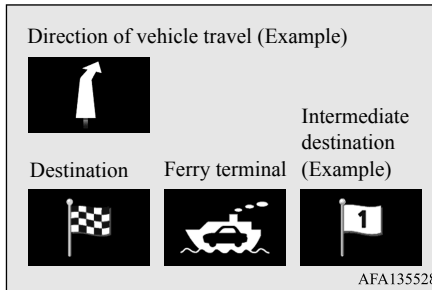 Direction of vehicle travel (Example)
Intermediate
destination
(Example)
Destination
Ferry terminal
1
AFA135528